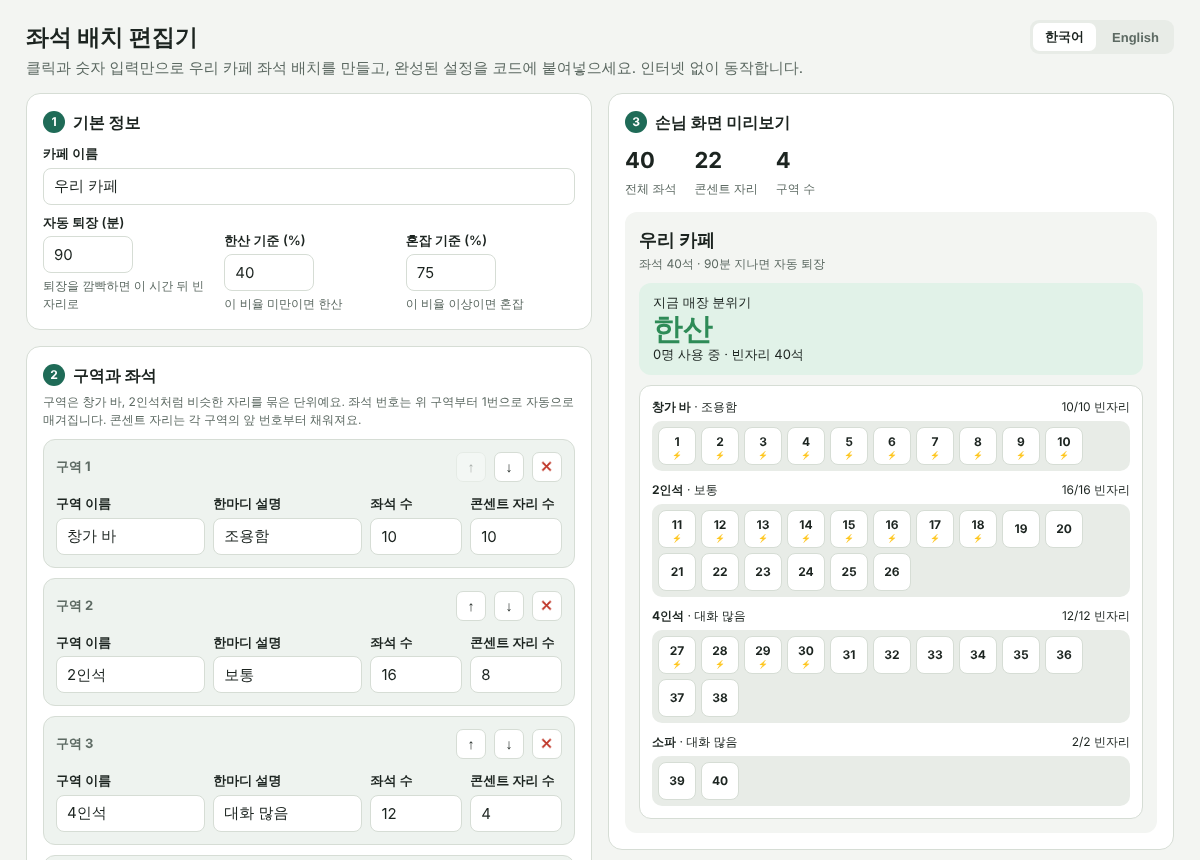 좌석 배치 편집기
한국어 English
클릭과 숫자 입력만으로 우리 카페 좌석 배치를 만들고, 완성된 설정을 코드에 붙여넣으세요. 인터넷 없이 동작합니다.
1 기본 정보
카페 이름
우리 카페
자동 퇴장 (분)
90
퇴장을 깜빡하면 이 시간 뒤 빈
자리로
한산 기준 (%)
40
이 비율 미만이면 한산
혼잡 기준 (%)
75
이 비율 이상이면 혼잡
2 구역과 좌석
구역은 창가 바, 2인석처럼 비슷한 자리를 묶은 단위예요. 좌석 번호는 위 구역부터 1번으로 자동으로
매겨집니다. 콘센트 자리는 각 구역의 앞 번호부터 채워져요.
구역 1 ↑ ↓ ✕
구역 이름 한마디 설명 좌석 수 콘센트 자리 수
창가 바 조용함 10 10
구역 2 ↑ ↓ ✕
구역 이름 한마디 설명 좌석 수 콘센트 자리 수
2인석 보통 16 8
구역 3 ↑ ↓ ✕
구역 이름 한마디 설명 좌석 수 콘센트 자리 수
4인석 대화 많음 12 4
3 손님 화면 미리보기
40 22 4
전체 좌석 콘센트 자리 구역 수
우리 카페
좌석 40석 · 90분 지나면 자동 퇴장
지금 매장 분위기
한산
0명 사용 중 · 빈자리 40석
창가 바 · 조용함 10/10 빈자리
1 2 3 4 5 6 7 8 9 10
⚡ ⚡ ⚡ ⚡ ⚡ ⚡ ⚡ ⚡ ⚡ ⚡
2인석 · 보통 16/16 빈자리
11 12 13 14 15 16 17 18 19 20
⚡ ⚡ ⚡ ⚡ ⚡ ⚡ ⚡ ⚡
21 22 23 24 25 26
4인석 · 대화 많음 12/12 빈자리
27 28 29 30 31 32 33 34 35 36
⚡ ⚡ ⚡ ⚡
37 38
소파 · 대화 많음 2/2 빈자리
39 40